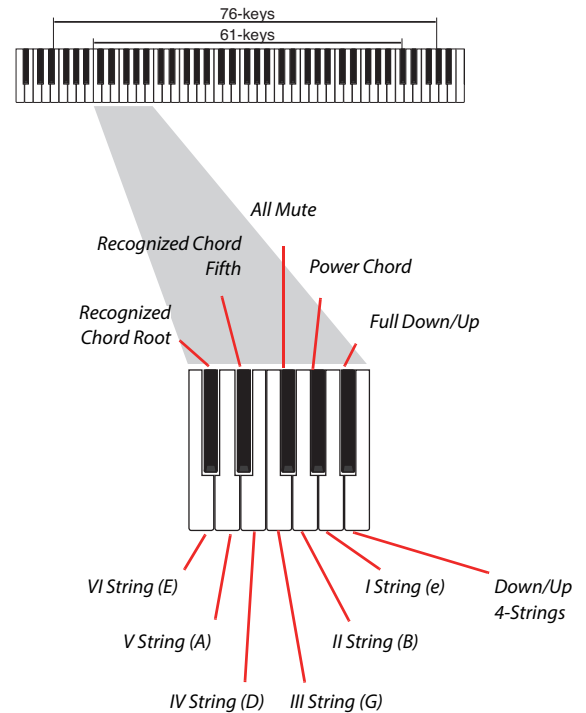 76-keys
61-keys
All Mute
Recognized Chord
Fifth
Power Chord
Recognized
Chord Root
Full Down/Up
VI String (E)
I String (e)
Down/Up
4-Strings
V String (A)
II String (B)
IV String (D)
III String (G)